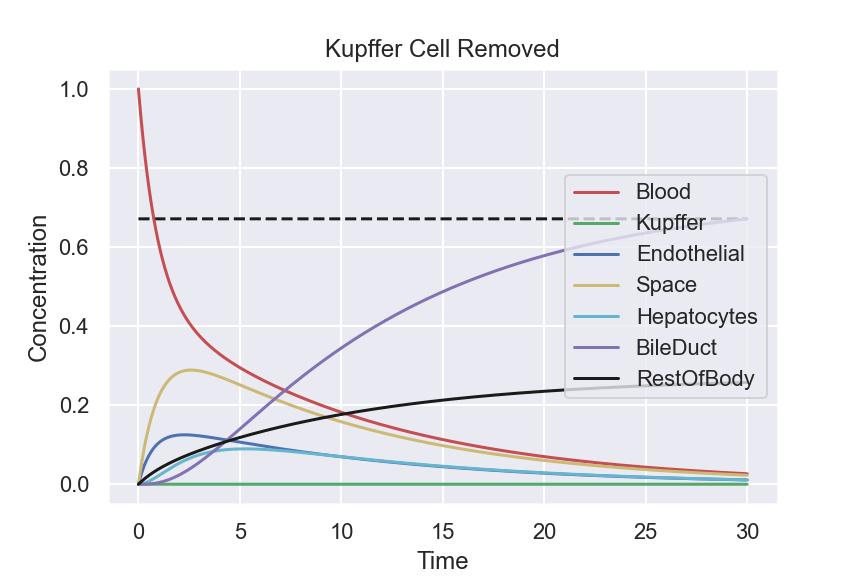 Kupffer Cell Removed
Concentration
1.0
0.8
0.6
0.4
0.2
0.0
Blood
Kupffer
Endothelial
Space
Hepatocytes
BileDuct
RestOfBody
0 5 10 15 20 25 30
Time